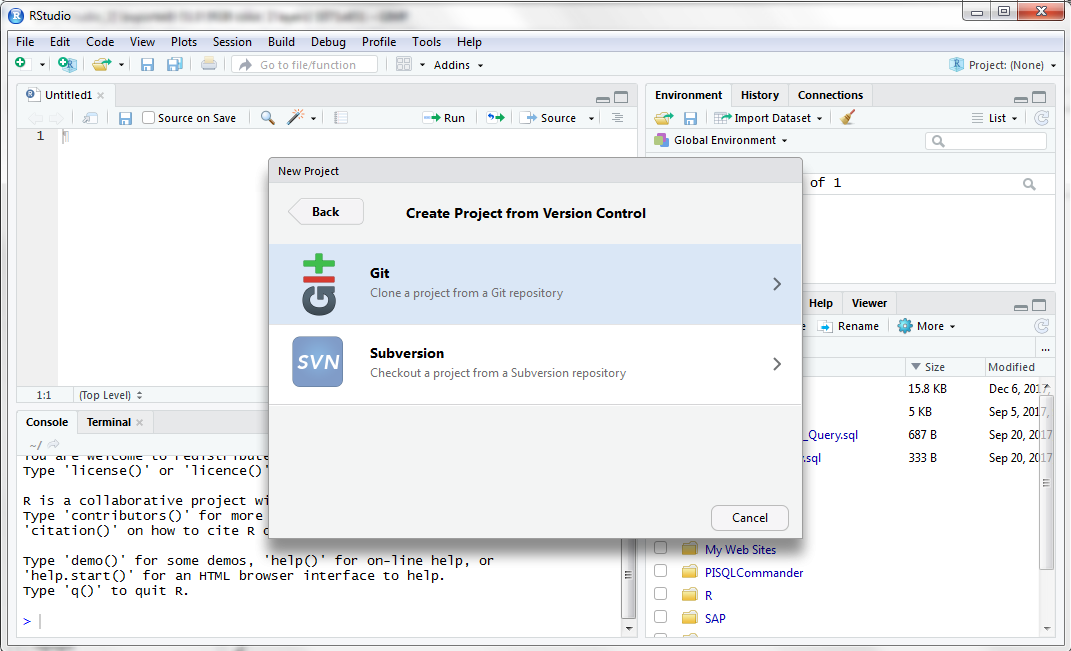 RStudio
File Edit Code View Plots Session Build Debug Profile Tools Help
Go to file/function Addins Project: (None)
Untitled1
Source on Save Run Source
1
1:1 (Top Level)
Console Terminal
~/
You are welcome to redistribute
Type 'license()' or 'licence()'
R is a collaborative project wi
Type 'contributors()' for more
'citation()' on how to cite R
Type 'demo()' for some demos, 'help()' for on-line help, or
'help.start()' for an HTML browser interface to help.
Type 'q()' to quit R.
>
Environment History Connections
Import Dataset List
Global Environment
of 1
New Project
Back
Create Project from Version Control
Git
Clone a project from a Git repository
SVN
Subversion
Checkout a project from a Subversion repository
Cancel
Help Viewer
Rename More
...
Size Modified
15.8 KB Dec 6, 2017,
5 KB Sep 5, 2017,
_Query.sql 687 B Sep 20, 2017
.sql 333 B Sep 20, 2017
My Web Sites
PISQLCommander
R
SAP